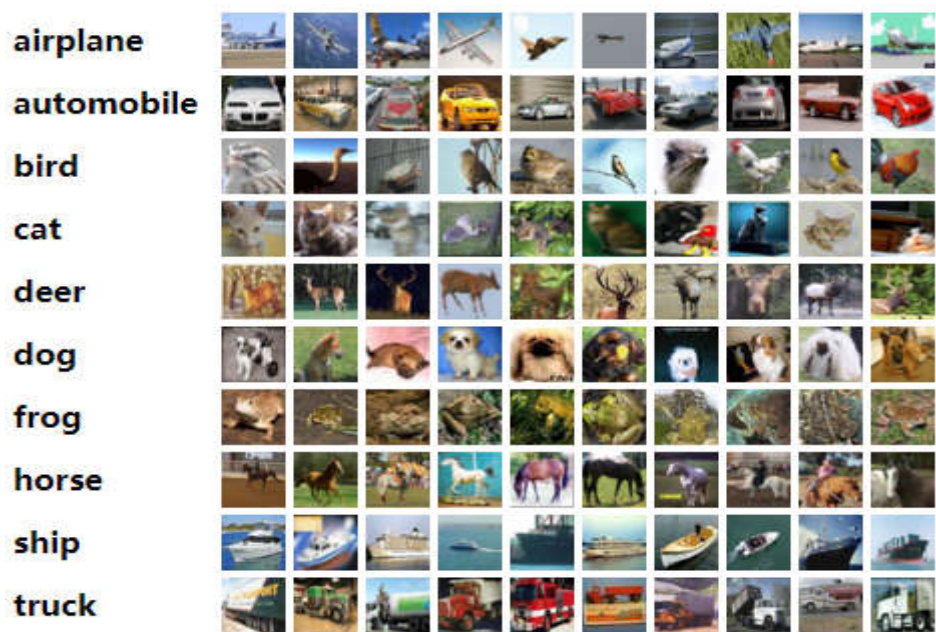 airplane
automobile
bird
cat
deer
dog
frog
horse
ship
truck